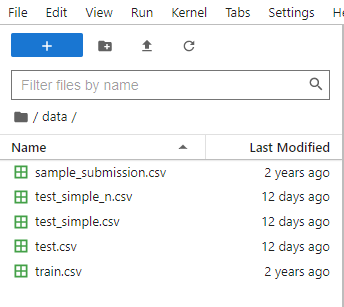 File Edit View Run Kernel Tabs Settings H
+
Filter files by name
/ data /
Name Last Modified
sample_submission.csv 2 years ago
test_simple_n.csv 12 days ago
test_simple.csv 12 days ago
test.csv 12 days ago
train.csv 2 years ago